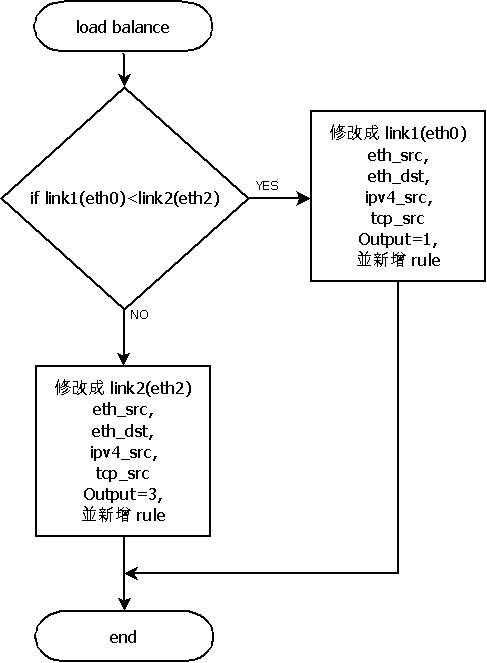 load balance
if link1(eth0)<link2(eth2)
YES
修改成 link1(eth0)
eth_src,
eth_dst,
ipv4_src,
tcp_src
Output=1,
並新增 rule
NO
修改成 link2(eth2)
eth_src,
eth_dst,
ipv4_src,
tcp_src
Output=3,
並新增 rule
end